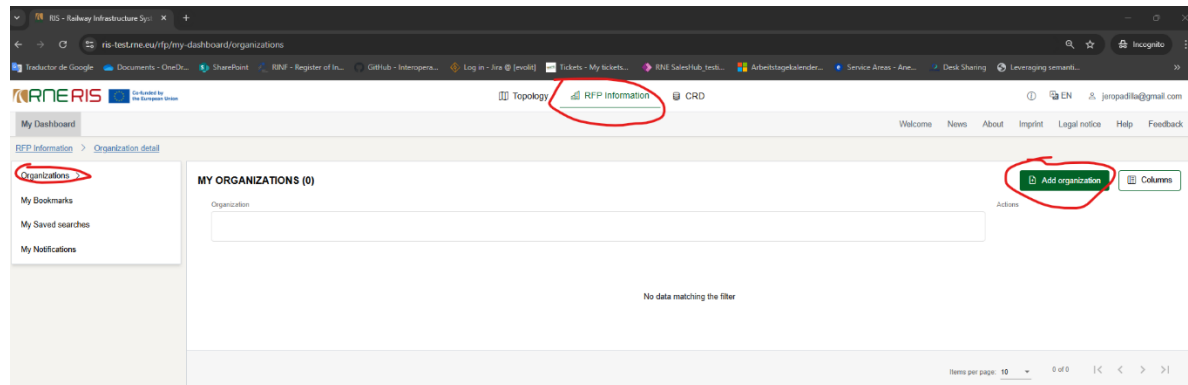 RIS - Railway Infrastructure Syst
ris-test.rne.eu/rfp/my-dashboard/organizations
Incognito
Traductor de Google
Documents - OneDr...
SharePoint
RINF - Register of In...
GitHub - Interopera...
Log in - Jira @ [evolit]
Tickets - My tickets...
RNE SalesHub_testi...
Arbeitstagekalender...
Service Areas - Ane...
Desk Sharing
Leveraging semanti...
RNE RIS
Co-funded by
the European Union
Topology
RFP Information
CRD
EN
jeropadilla@gmail.com
My Dashboard
Welcome
News
About
Imprint
Legal notice
Help
Feedback
RFP Information > Organization detail
Organizations
My Bookmarks
My Saved searches
My Notifications
MY ORGANIZATIONS (0)
Add organization
Columns
Organization
Actions
No data matching the filter
Items per page: 10
0 of 0